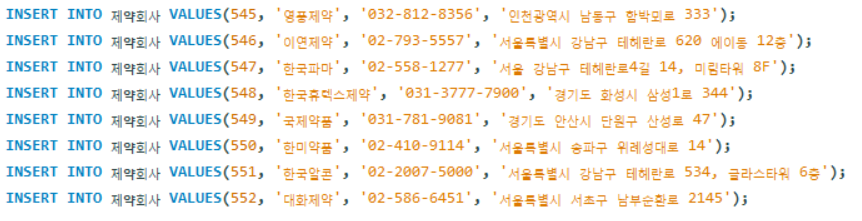 INSERT INTO 제약회사 VALUES(545, '영풍제약', '032-812-8356', '인천광역시 남동구 함박뫼로 333');
INSERT INTO 제약회사 VALUES(546, '이연제약', '02-793-5557', '서울특별시 강남구 테헤란로 620 에이동 12층');
INSERT INTO 제약회사 VALUES(547, '한국파마', '02-558-1277', '서울 강남구 테헤란로4길 14, 미림타워 8F');
INSERT INTO 제약회사 VALUES(548, '한국휴텍스제약', '031-3777-7900', '경기도 화성시 삼성1로 344');
INSERT INTO 제약회사 VALUES(549, '국제약품', '031-781-9081', '경기도 안산시 단원구 산성로 47');
INSERT INTO 제약회사 VALUES(550, '한미약품', '02-410-9114', '서울특별시 송파구 위례성대로 14');
INSERT INTO 제약회사 VALUES(551, '한국알콘', '02-2007-5000', '서울특별시 강남구 테헤란로 534, 글라스타워 6층');
INSERT INTO 제약회사 VALUES(552, '대화제약', '02-586-6451', '서울특별시 서초구 남부순환로 2145');